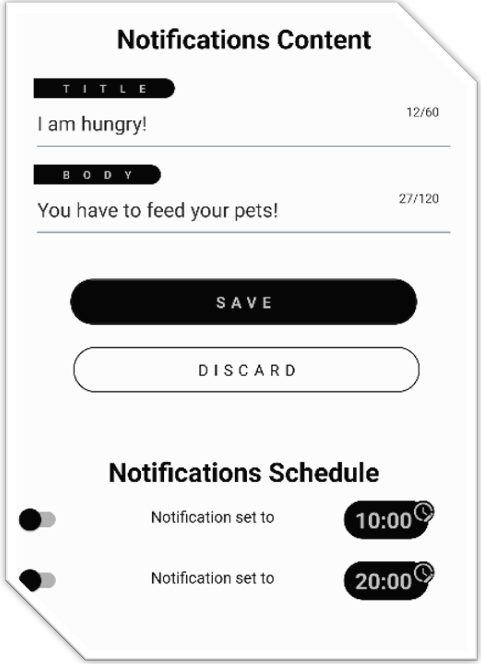 Notifications Content
TITLE
12/60
I am hungry!
BODY
27/120
You have to feed your pets!
SAVE
DISCARD
Notifications Schedule
Notification set to 10:00
Notification set to 20:00